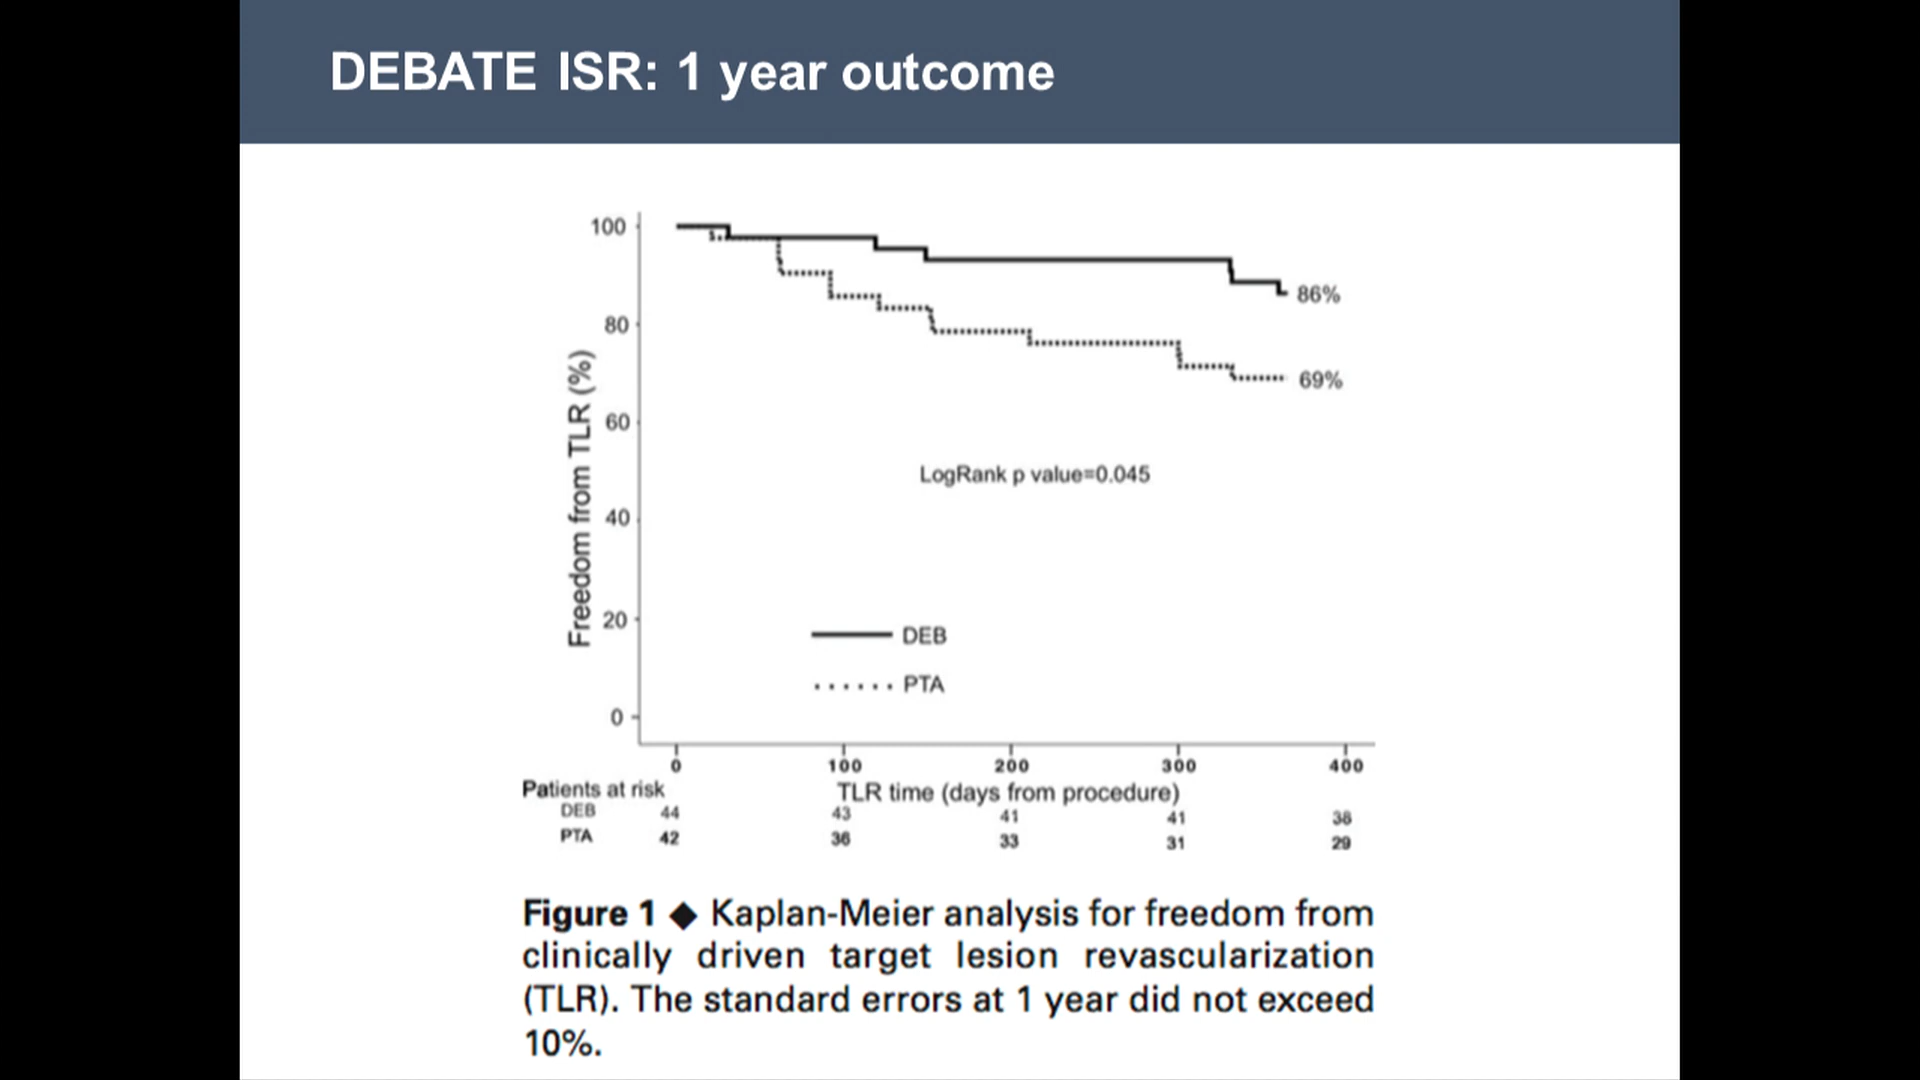 DEBATE ISR: 1 year outcome
100
80
60
40
20
0
Freedom from TLR (%)
86%
69%
LogRank p value=0.045
DEB
PTA
0 100 200 300 400
Patients at risk
TLR time (days from procedure)
DEB 44 43 41 41 38
PTA 42 36 33 31 29
Figure 1 ◆ Kaplan-Meier analysis for freedom from
clinically driven target lesion revascularization
(TLR). The standard errors at 1 year did not exceed
10%.